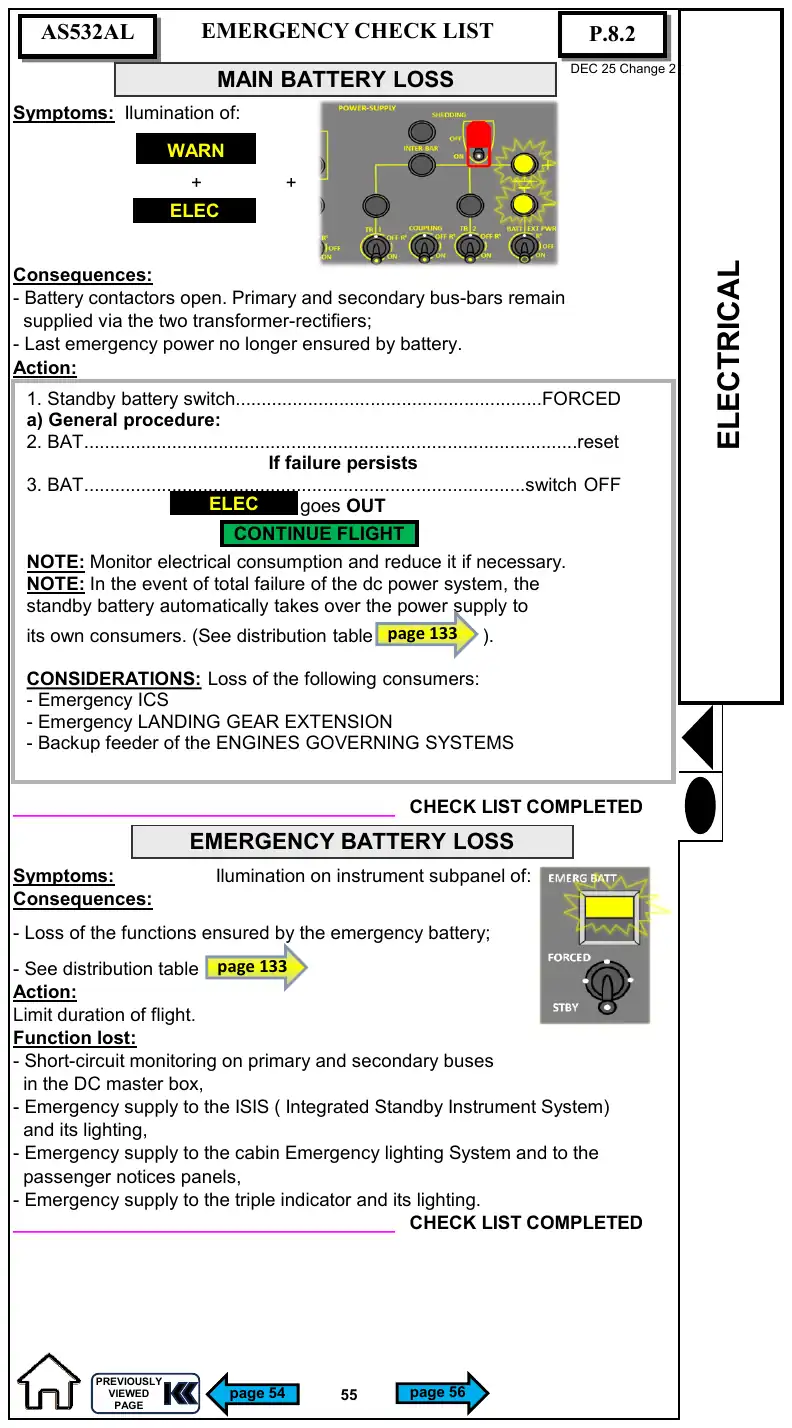 AS532AL
EMERGENCY CHECK LIST
P.8.2
DEC 25 Change 2
MAIN BATTERY LOSS
Symptoms: Ilumination of:
WARN
+ +
ELEC
POWER-SUPPLY
SHEDDING
OFF
INTER-BAR
ON
TR 1 COUPLING TR 2 BATT EXT PWR
OFF R' OFF R' OFF R' R'
OFF OFF
ON ON ON ON ON
Consequences:
- Battery contactors open. Primary and secondary bus-bars remain
supplied via the two transformer-rectifiers;
- Last emergency power no longer ensured by battery.
Action:
1. Standby battery switch...........................................................FORCED
a) General procedure:
2. BAT...............................................................................................reset
If failure persists
3. BAT.....................................................................................switch OFF
ELEC goes OUT
CONTINUE FLIGHT
NOTE: Monitor electrical consumption and reduce it if necessary.
NOTE: In the event of total failure of the dc power system, the
standby battery automatically takes over the power supply to
its own consumers. (See distribution table page 133 ).
CONSIDERATIONS: Loss of the following consumers:
- Emergency ICS
- Emergency LANDING GEAR EXTENSION
- Backup feeder of the ENGINES GOVERNING SYSTEMS
CHECK LIST COMPLETED
ELECTRICAL
EMERGENCY BATTERY LOSS
Symptoms: Ilumination on instrument subpanel of:
EMERG BATT
FORCED
STBY
Consequences:
- Loss of the functions ensured by the emergency battery;
- See distribution table page 133
Action:
Limit duration of flight.
Function lost:
- Short-circuit monitoring on primary and secondary buses
in the DC master box,
- Emergency supply to the ISIS ( Integrated Standby Instrument System)
and its lighting,
- Emergency supply to the cabin Emergency lighting System and to the
passenger notices panels,
- Emergency supply to the triple indicator and its lighting.
CHECK LIST COMPLETED
PREVIOUSLY
VIEWED
PAGE
page 54
55
page 56